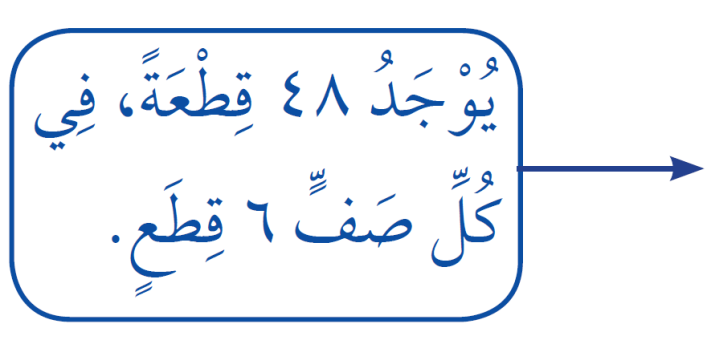 يُوْجَدُ ٤٨ قِطْعَةً، فِي
كُلِّ صَفٍّ ٦ قِطَعٍ.